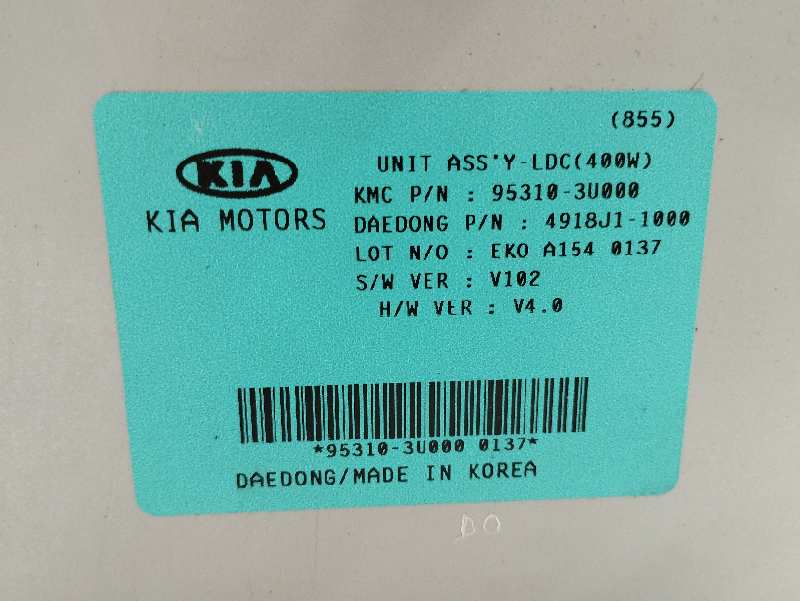 (855)
KIA
KIA MOTORS
UNIT ASS'Y-LDC(400W)
KMC P/N : 95310-3U000
DAEDONG P/N : 4918J1-1000
LOT N/O : EKO A154 0137
S/W VER : V102
H/W VER : V4.0
*95310-3U000 0137*
DAEDONG/MADE IN KOREA
DO